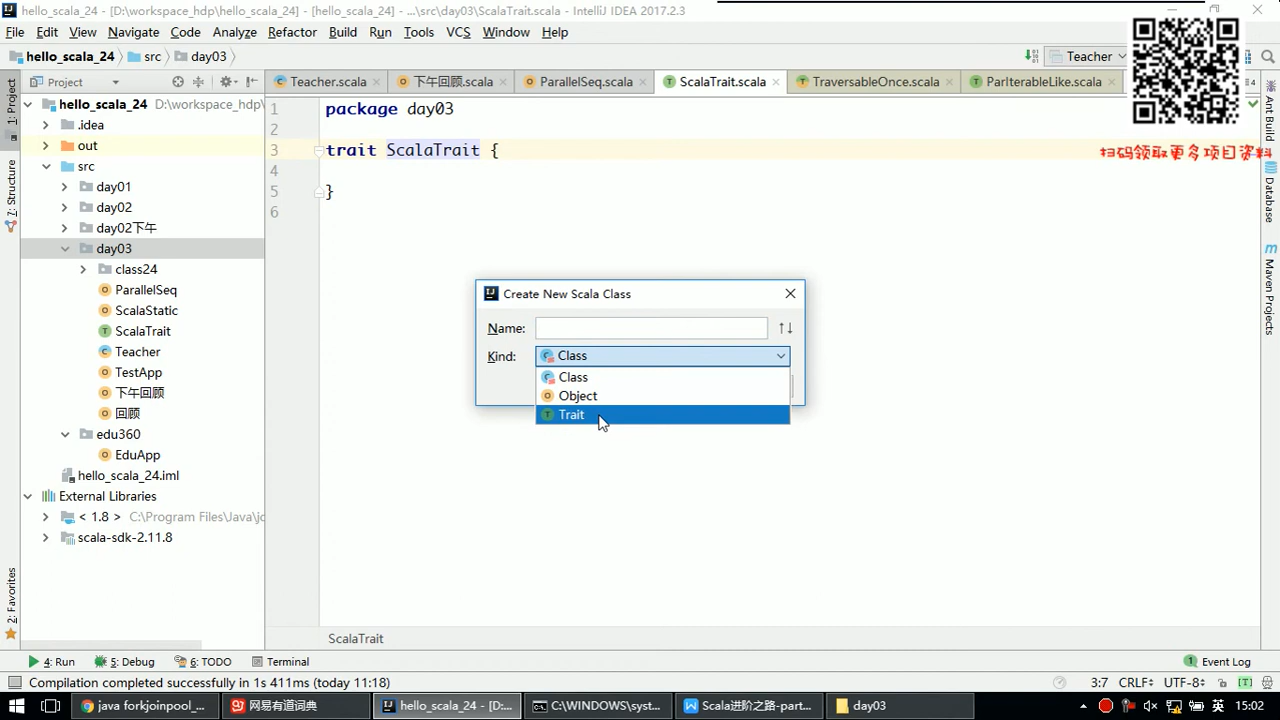 hello_scala_24 - [D:\workspace_hdp\hello_scala_24] - [hello_scala_24] - ...\src\day03\ScalaTrait.scala - IntelliJ IDEA 2017.2.3
File Edit View Navigate Code Analyze Refactor Build Run Tools VCS Window Help
hello_scala_24 src day03 Teacher
Project Teacher.scala 下午回顾.scala ParallelSeq.scala ScalaTrait.scala TraversableOnce.scala ParIterableLike.scala
扫码领取更多项目资料
1: Project
7: Structure
2: Favorites
hello_scala_24 D:\workspace_hdp\
.idea
out
src
day01
day02
day02下午
day03
class24
ParallelSeq
ScalaStatic
ScalaTrait
Teacher
TestApp
下午回顾
回顾
edu360
EduApp
hello_scala_24.iml
External Libraries
< 1.8 > C:\Program Files\Java\jc
scala-sdk-2.11.8
1 package day03
2
3 trait ScalaTrait {
4
5 }
6
Create New Scala Class
Name:
Kind: Class
Class
Object
Trait
Ant Build
Database
Maven Projects
ScalaTrait
4: Run 5: Debug 6: TODO Terminal 1 Event Log
Compilation completed successfully in 1s 411ms (today 11:18) 3:7 CRLF÷ UTF-8÷
java forkjoinpool_... 网易有道词典 hello_scala_24 - [D:... C:\WINDOWS\syst... Scala进阶之路-part... day03 英 15:02